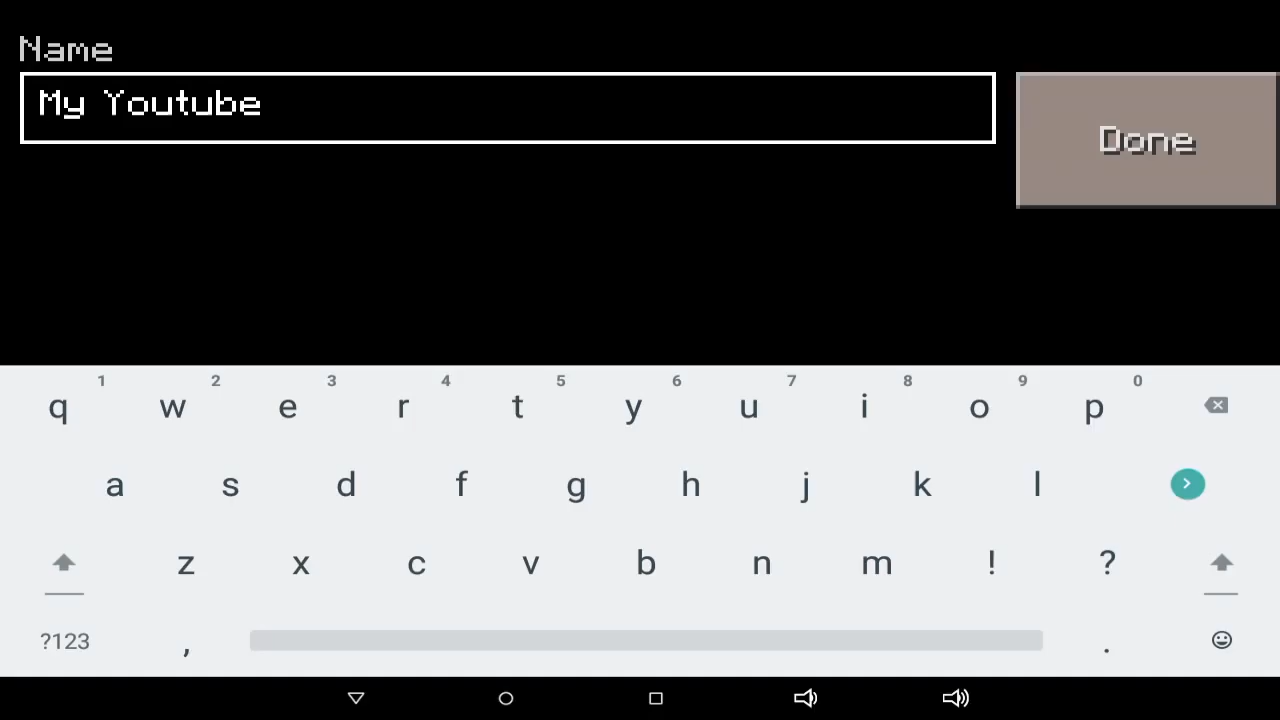 Name
My Youtube
Done
1 2 3 4 5 6 7 8 9 0
q w e r t y u i o p
a s d f g h j k l
z x c v b n m ! ?
?123 , .